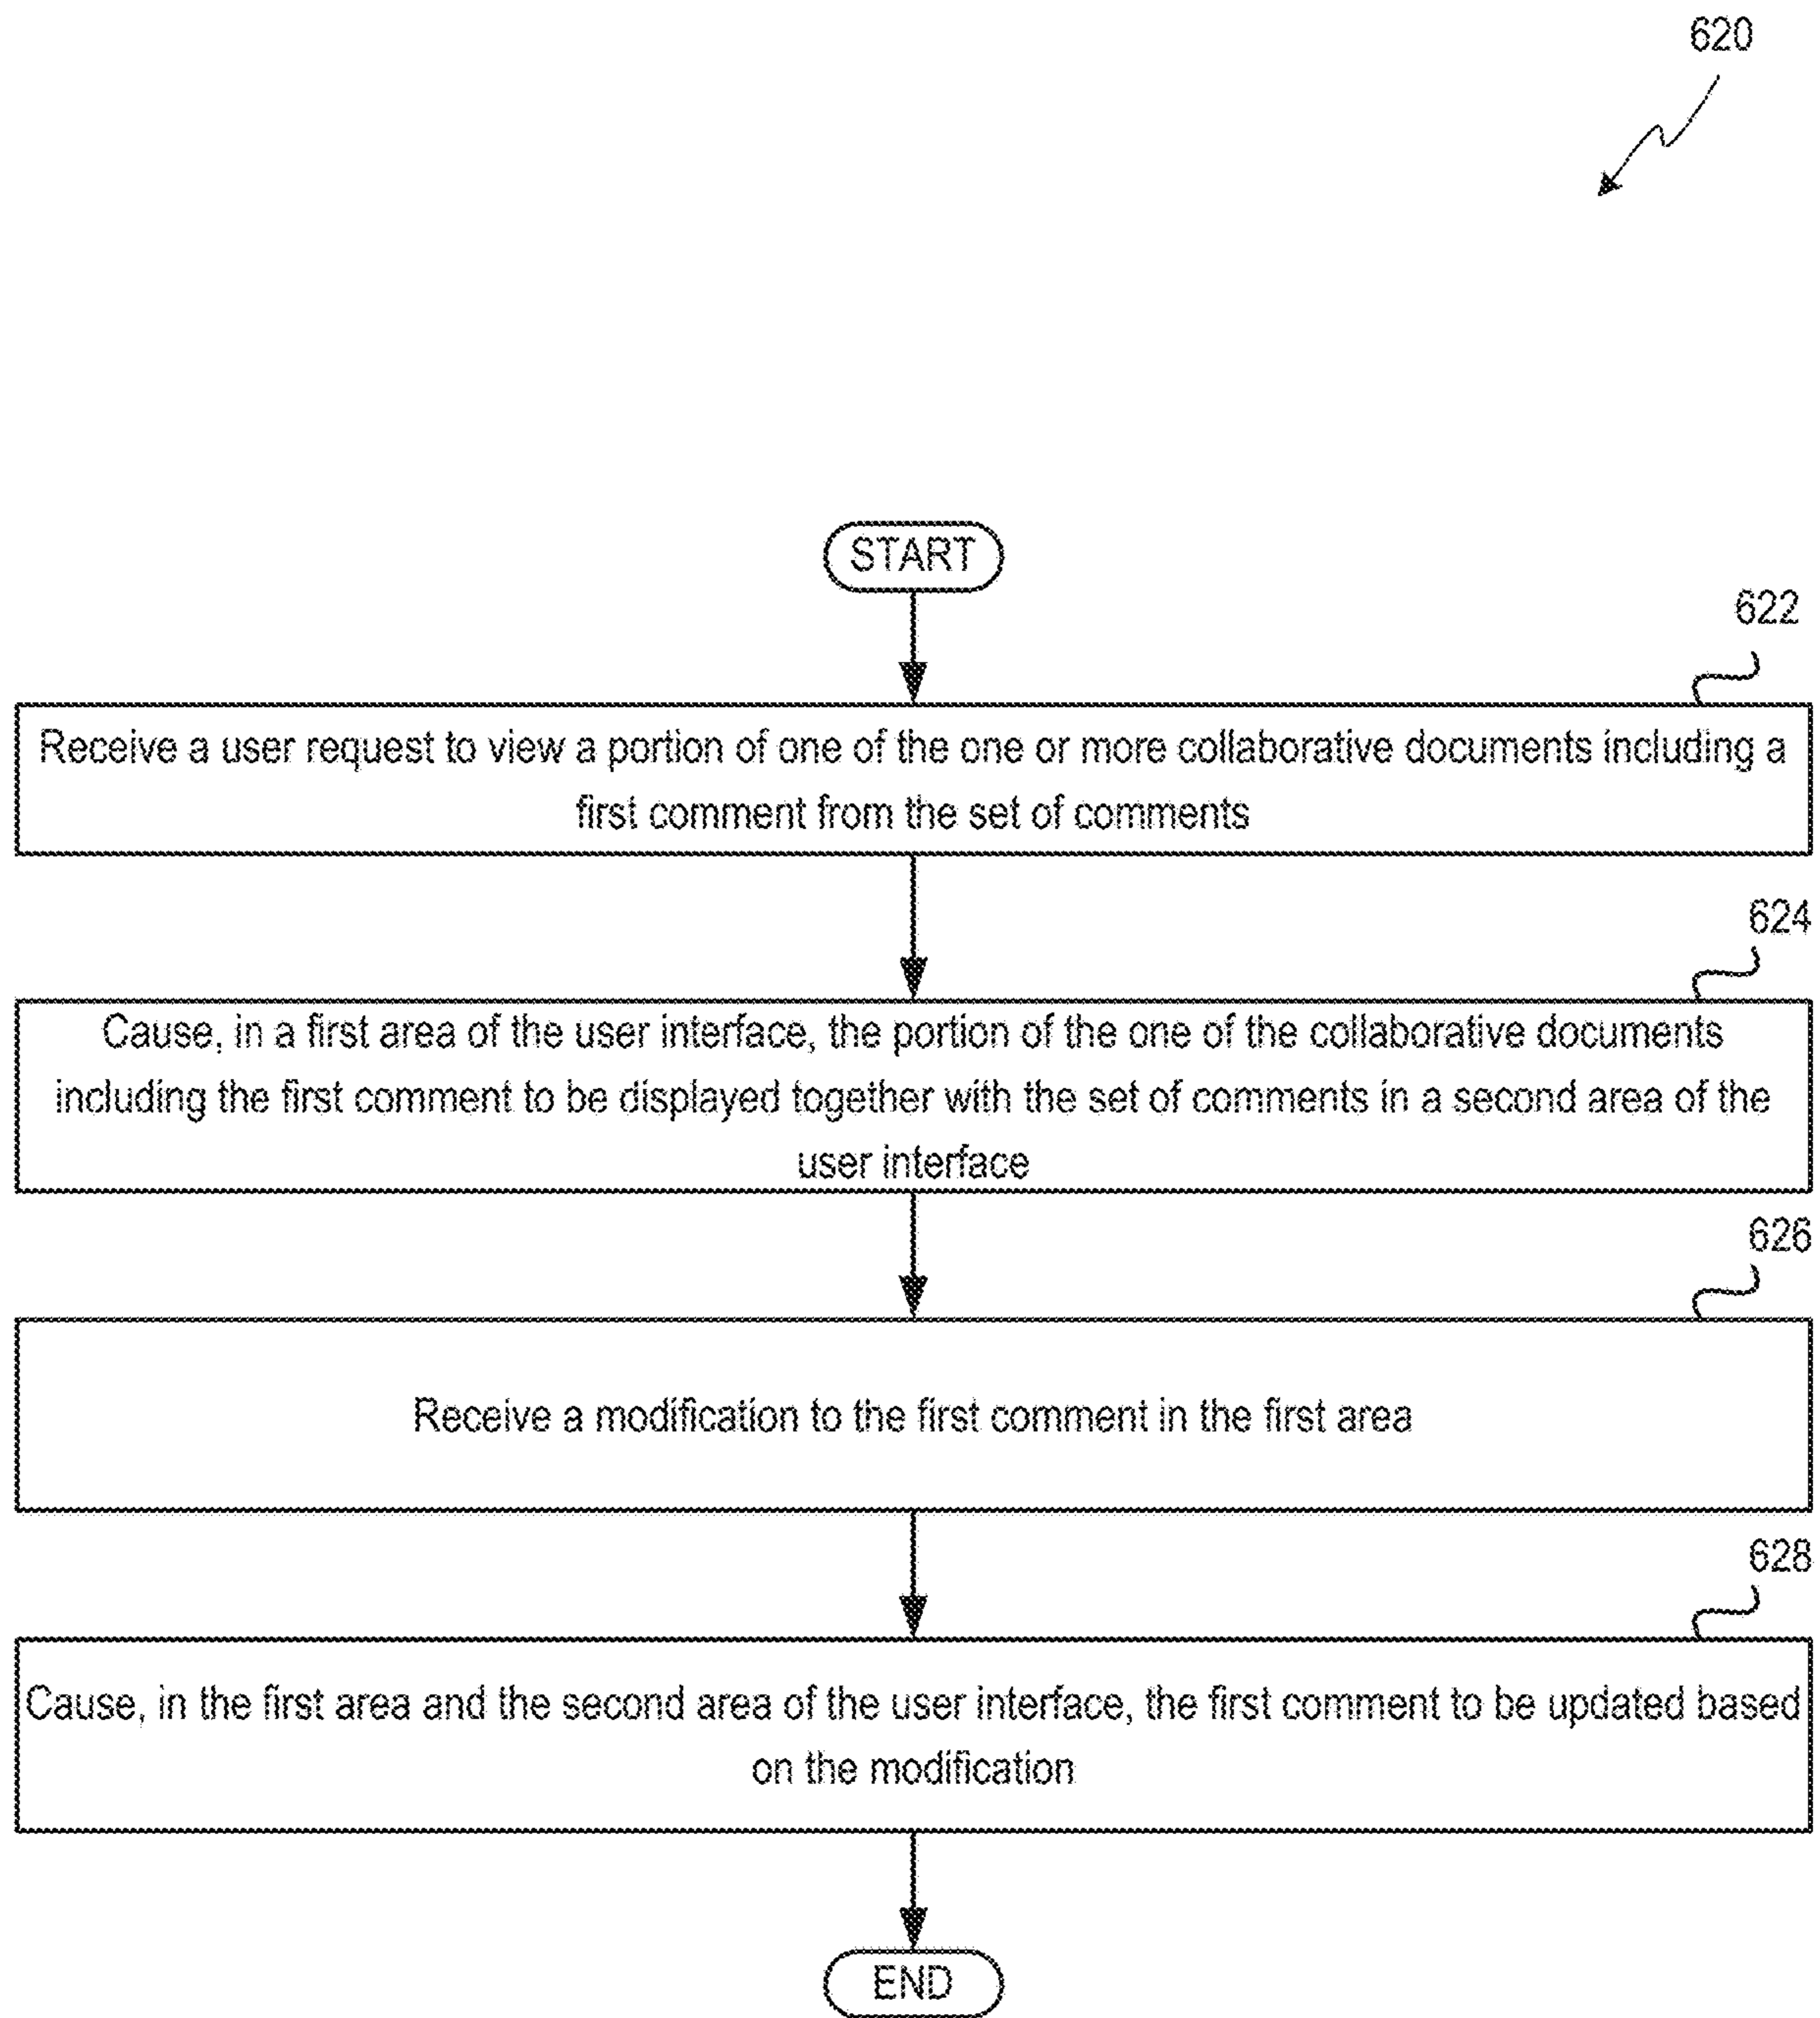 620
START
622
Receive a user request to view a portion of one of the one or more collaborative documents including a
first comment from the set of comments
624
Cause, in a first area of the user interface, the portion of the one of the collaborative documents
including the first comment to be displayed together with the set of comments in a second area of the
user interface
626
Receive a modification to the first comment in the first area
628
Cause, in the first area and the second area of the user interface, the first comment to be updated based
on the modification
END